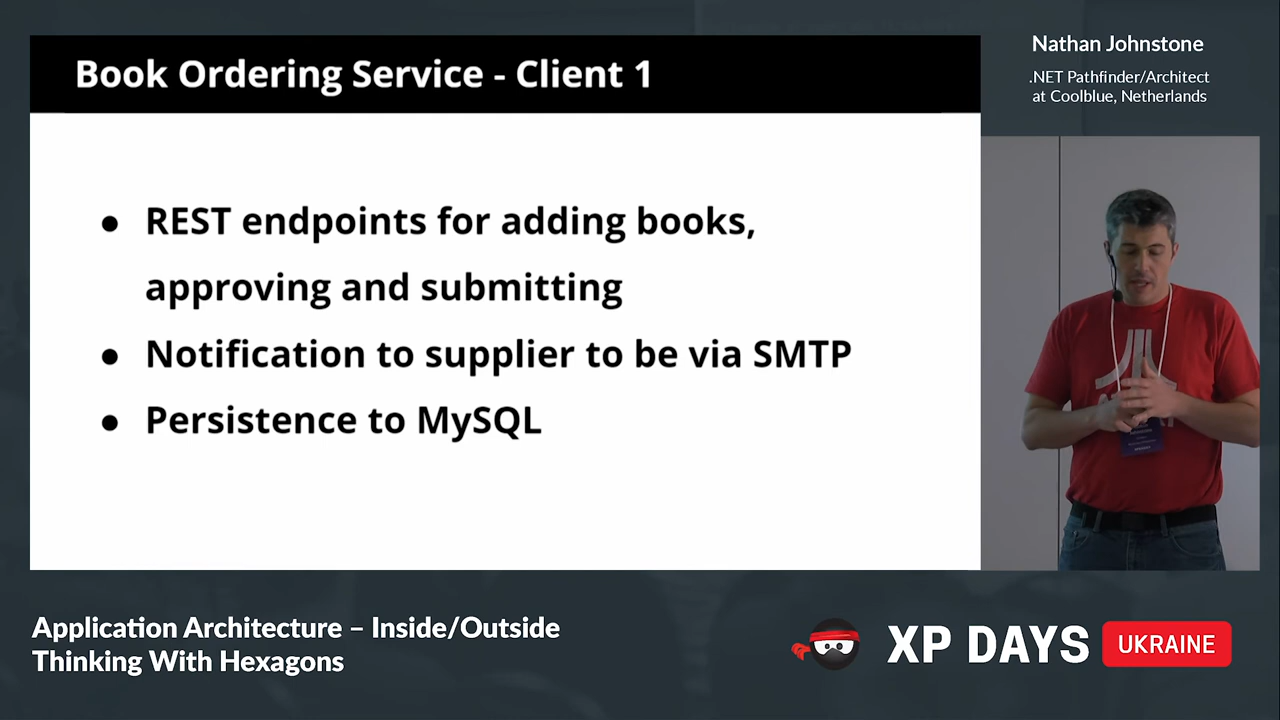 Book Ordering Service - Client 1
● REST endpoints for adding books,
approving and submitting
● Notification to supplier to be via SMTP
● Persistence to MySQL
Nathan Johnstone
.NET Pathfinder/Architect
at Coolblue, Netherlands
Application Architecture – Inside/Outside
Thinking With Hexagons
XP DAYS UKRAINE